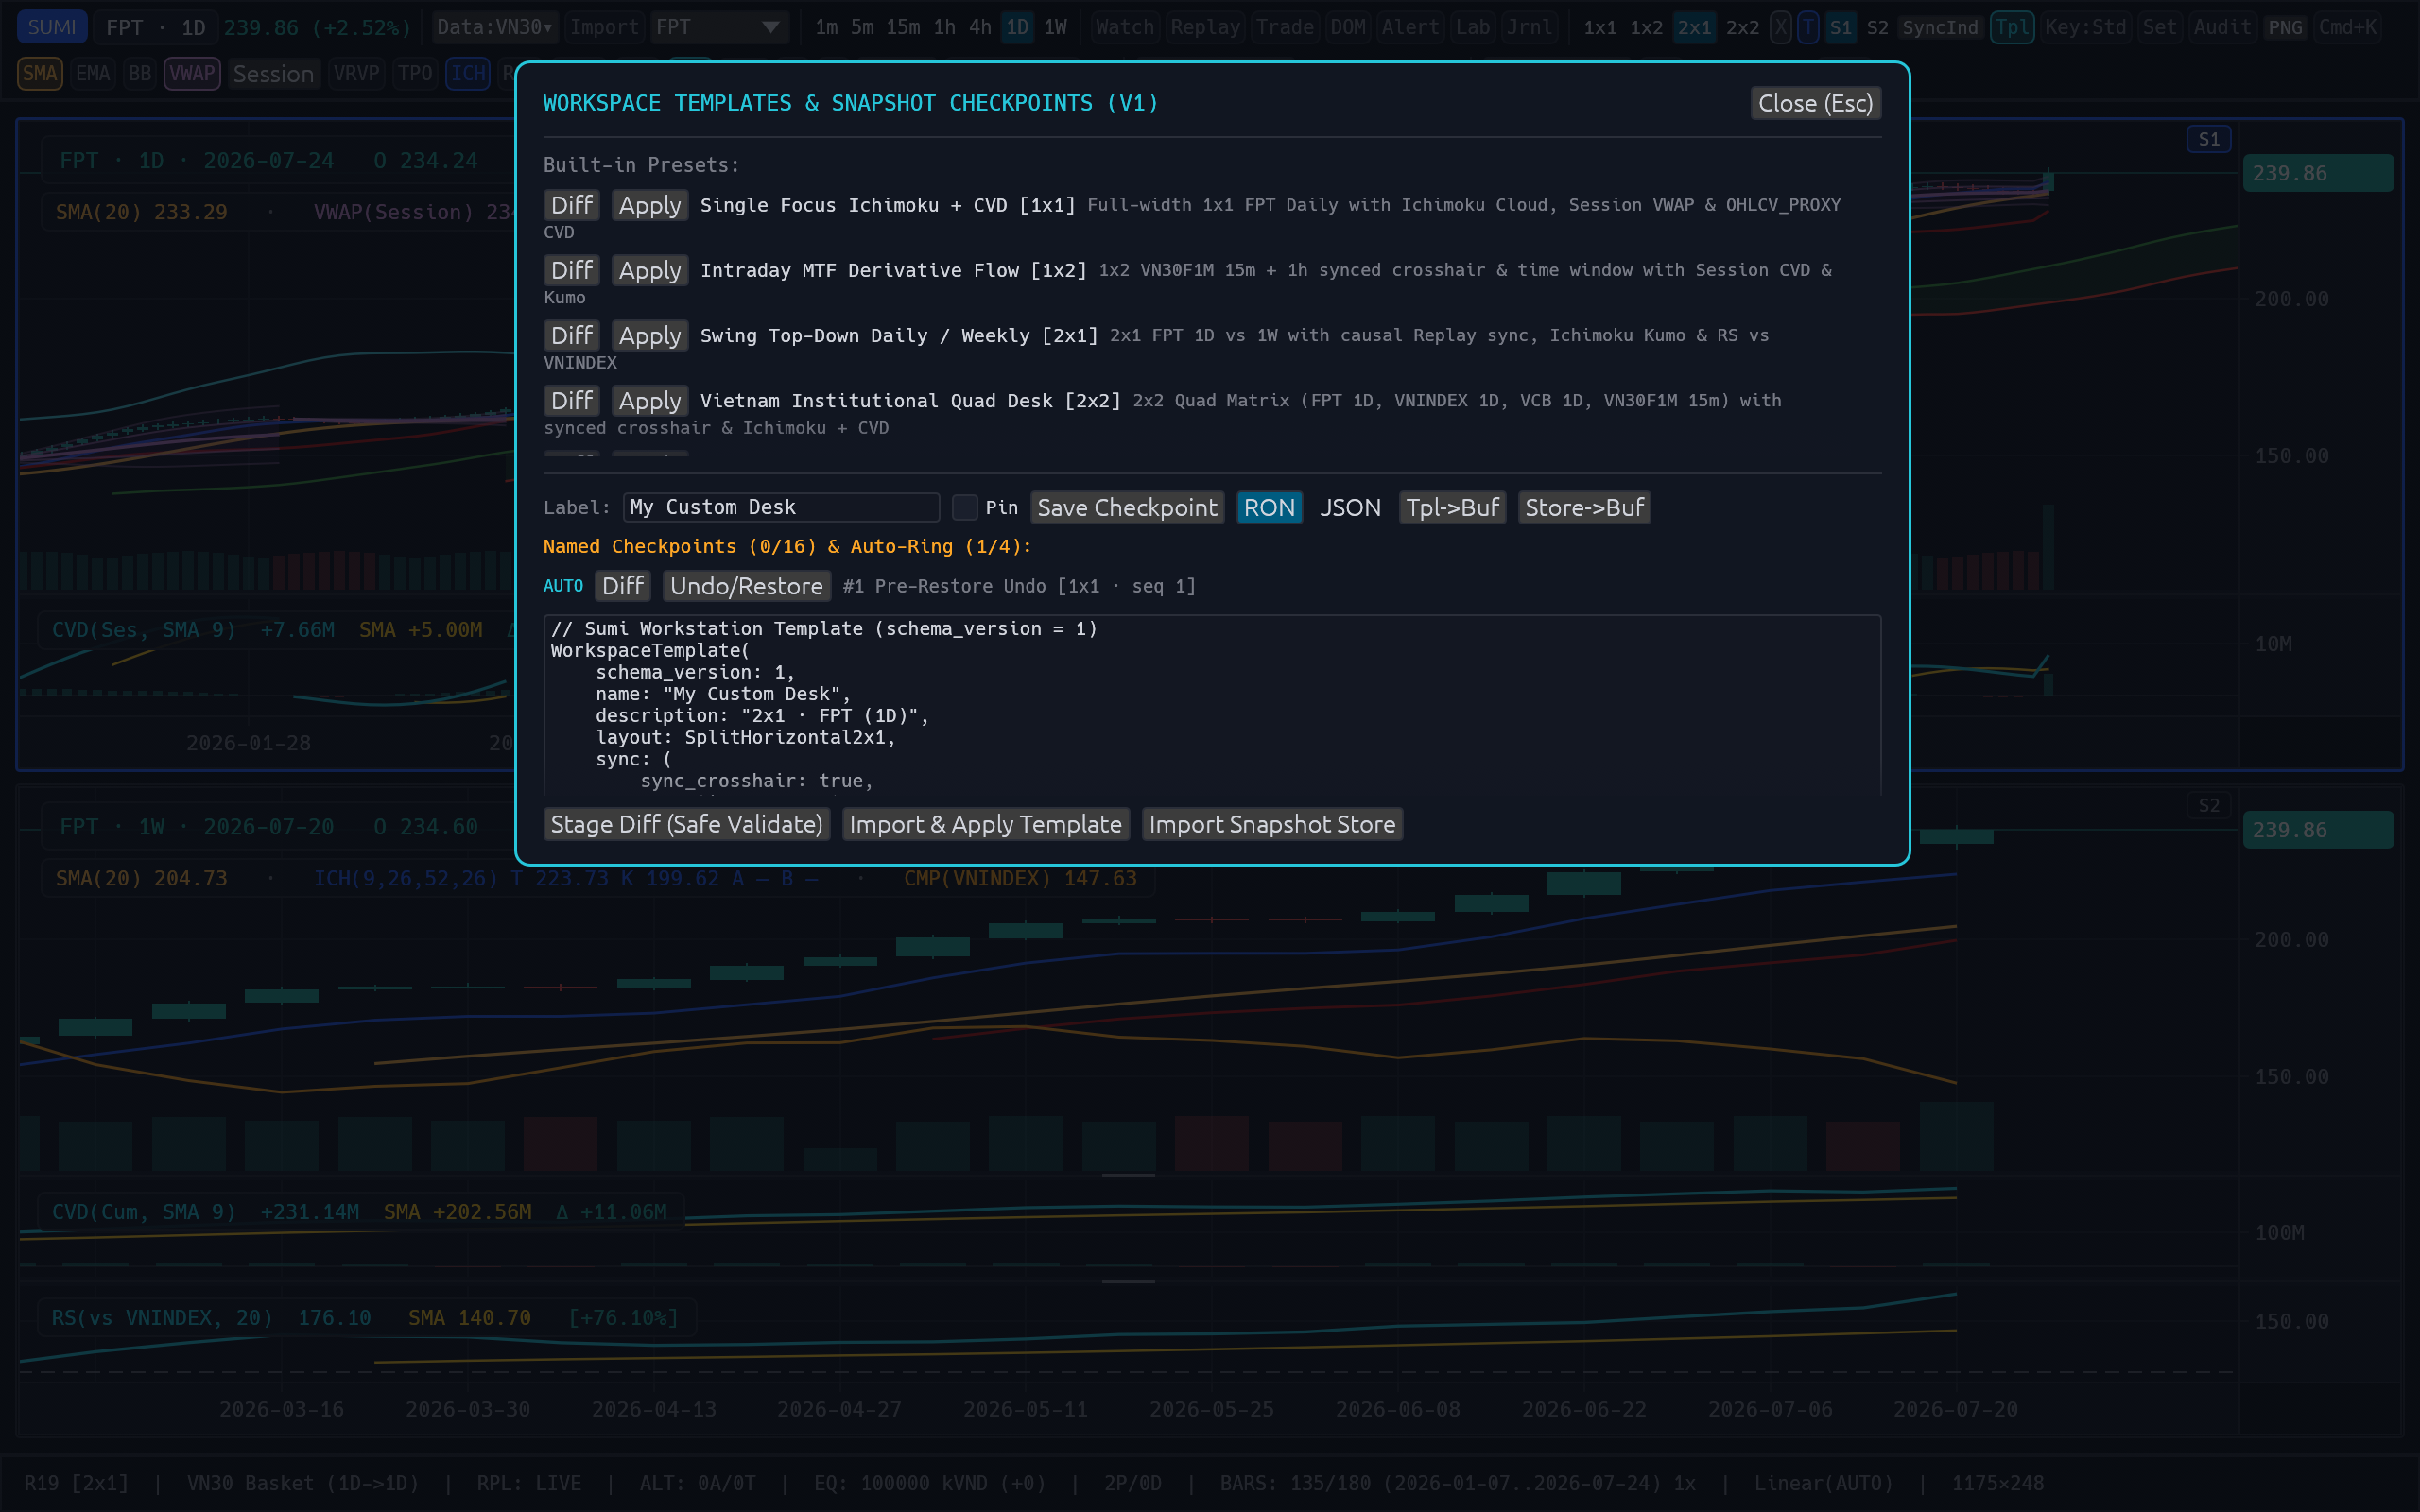 SUMI FPT · 1D 239.86 (+2.52%) Data:VN30▾ Import FPT 1m 5m 15m 1h 4h 1D 1W Watch Replay Trade DOM Alert Lab Jrnl 1x1 1x2 2x1 2x2 X T S1 S2 SyncInd Tpl Key:Std Set Audit PNG Cmd+K
SMA EMA BB VWAP Session VRVP TPO ICH
WORKSPACE TEMPLATES & SNAPSHOT CHECKPOINTS (V1) Close (Esc)
Built-in Presets:
Diff Apply Single Focus Ichimoku + CVD [1x1] Full-width 1x1 FPT Daily with Ichimoku Cloud, Session VWAP & OHLCV_PROXY
CVD
Diff Apply Intraday MTF Derivative Flow [1x2] 1x2 VN30F1M 15m + 1h synced crosshair & time window with Session CVD &
Kumo
Diff Apply Swing Top-Down Daily / Weekly [2x1] 2x1 FPT 1D vs 1W with causal Replay sync, Ichimoku Kumo & RS vs
VNINDEX
Diff Apply Vietnam Institutional Quad Desk [2x2] 2x2 Quad Matrix (FPT 1D, VNINDEX 1D, VCB 1D, VN30F1M 15m) with
synced crosshair & Ichimoku + CVD
Label: My Custom Desk Pin Save Checkpoint RON JSON Tpl->Buf Store->Buf
Named Checkpoints (0/16) & Auto-Ring (1/4):
AUTO Diff Undo/Restore #1 Pre-Restore Undo [1x1 · seq 1]
// Sumi Workstation Template (schema_version = 1)
WorkspaceTemplate(
schema_version: 1,
name: "My Custom Desk",
description: "2x1 · FPT (1D)",
layout: SplitHorizontal2x1,
sync: (
sync_crosshair: true,
Stage Diff (Safe Validate) Import & Apply Template Import Snapshot Store
FPT · 1D · 2026-07-24 O 234.24
S1
239.86
SMA(20) 233.29 · VWAP(Session)
200.00
150.00
CVD(Ses, SMA 9) +7.66M SMA +5.00M
10M
2026-01-28
FPT · 1W · 2026-07-20 O 234.60
S2
239.86
SMA(20) 204.73 · ICH(9,26,52,26) T 223.73 K 199.62 A — B — · CMP(VNINDEX) 147.63
200.00
150.00
CVD(Cum, SMA 9) +231.14M SMA +202.56M Δ +11.06M
100M
RS(vs VNINDEX, 20) 176.10 SMA 140.70 [+76.10%]
150.00
2026-03-16 2026-03-30 2026-04-13 2026-04-27 2026-05-11 2026-05-25 2026-06-08 2026-06-22 2026-07-06 2026-07-20
R19 [2x1] | VN30 Basket (1D->1D) | RPL: LIVE | ALT: 0A/0T | EQ: 100000 kVND (+0) | 2P/0D | BARS: 135/180 (2026-01-07..2026-07-24) 1x | Linear(AUTO) | 1175×248